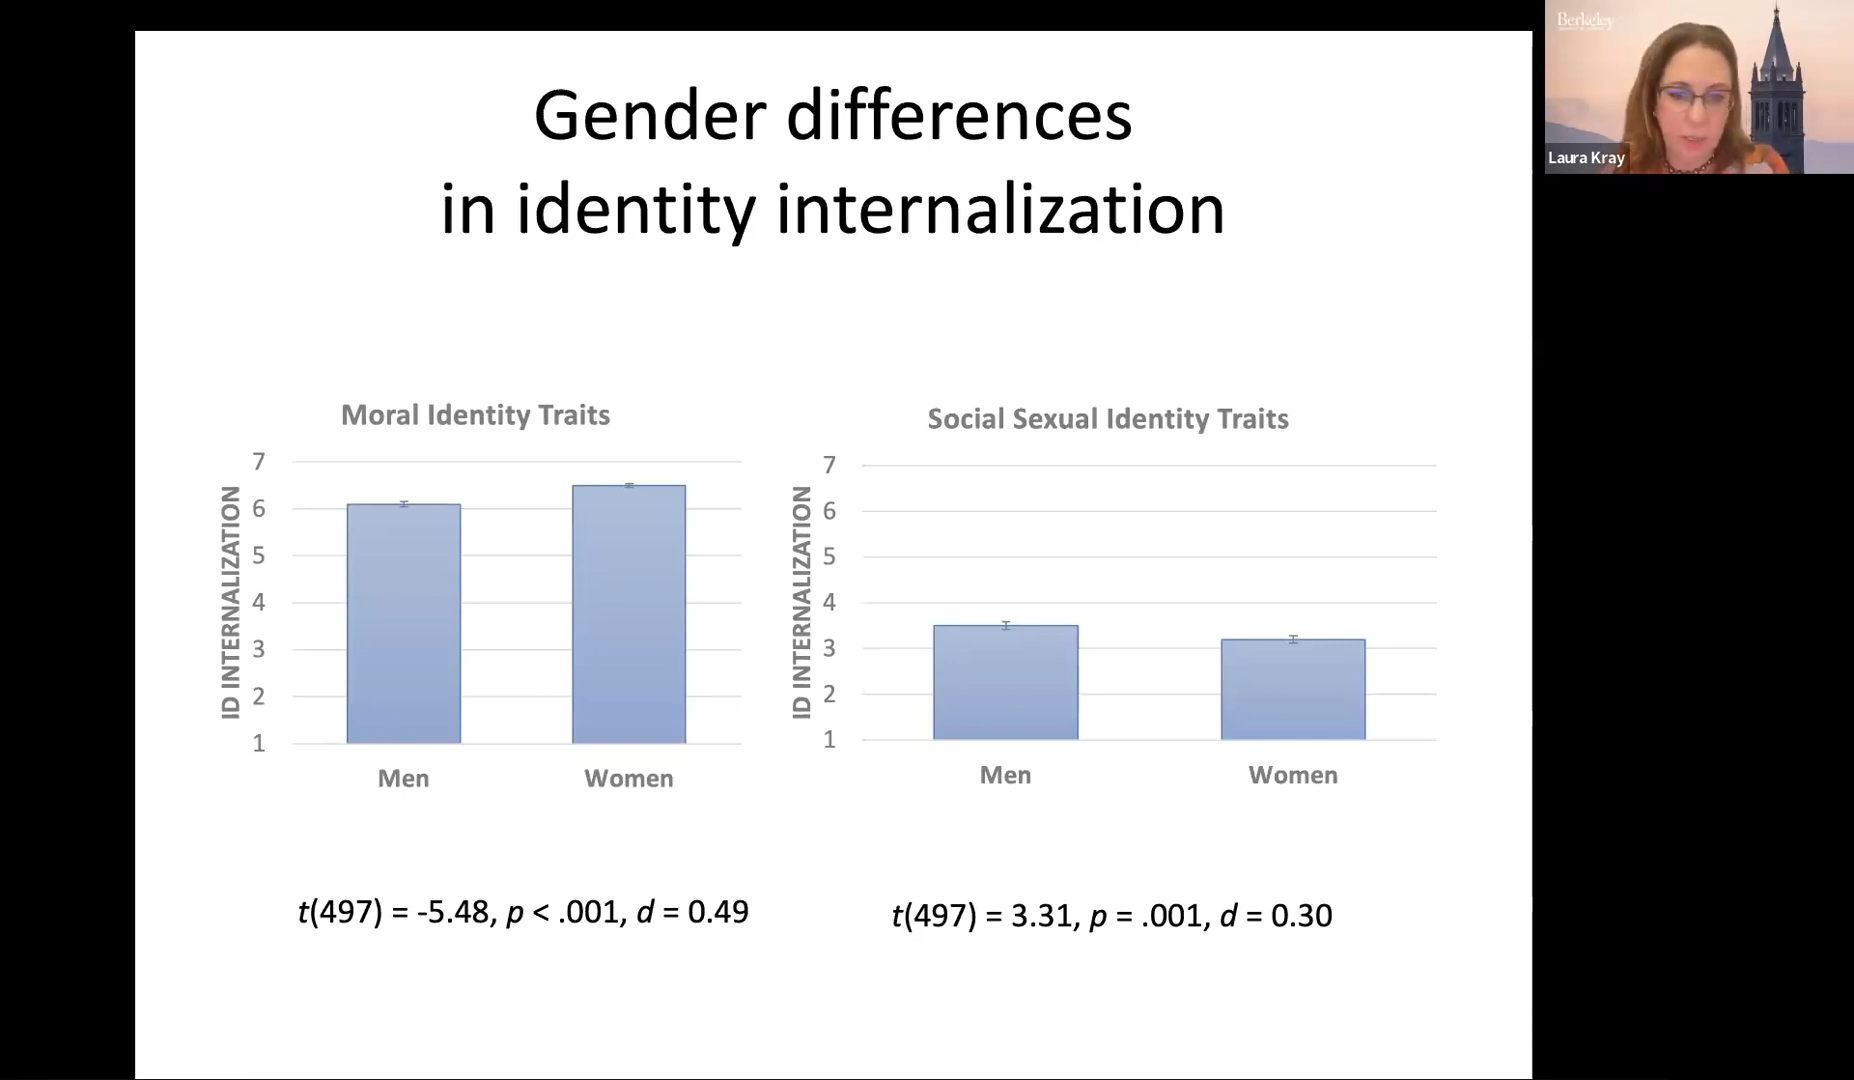 Gender differences
in identity internalization
Moral Identity Traits
ID INTERNALIZATION
7
6
5
4
3
2
1
Men Women
t(497) = -5.48, p < .001, d = 0.49
Social Sexual Identity Traits
ID INTERNALIZATION
7
6
5
4
3
2
1
Men Women
t(497) = 3.31, p = .001, d = 0.30
Berkeley
Laura Kray